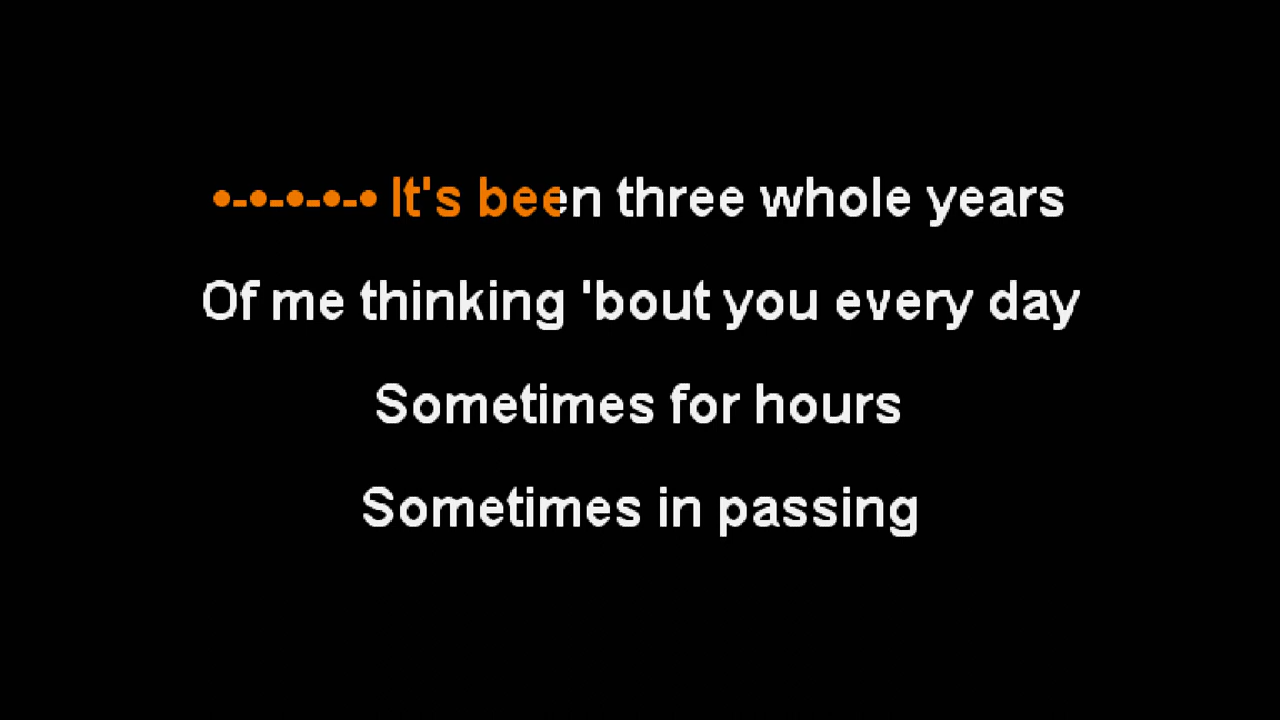 •-•-•-•-• It's been three whole years
Of me thinking 'bout you every day
Sometimes for hours
Sometimes in passing